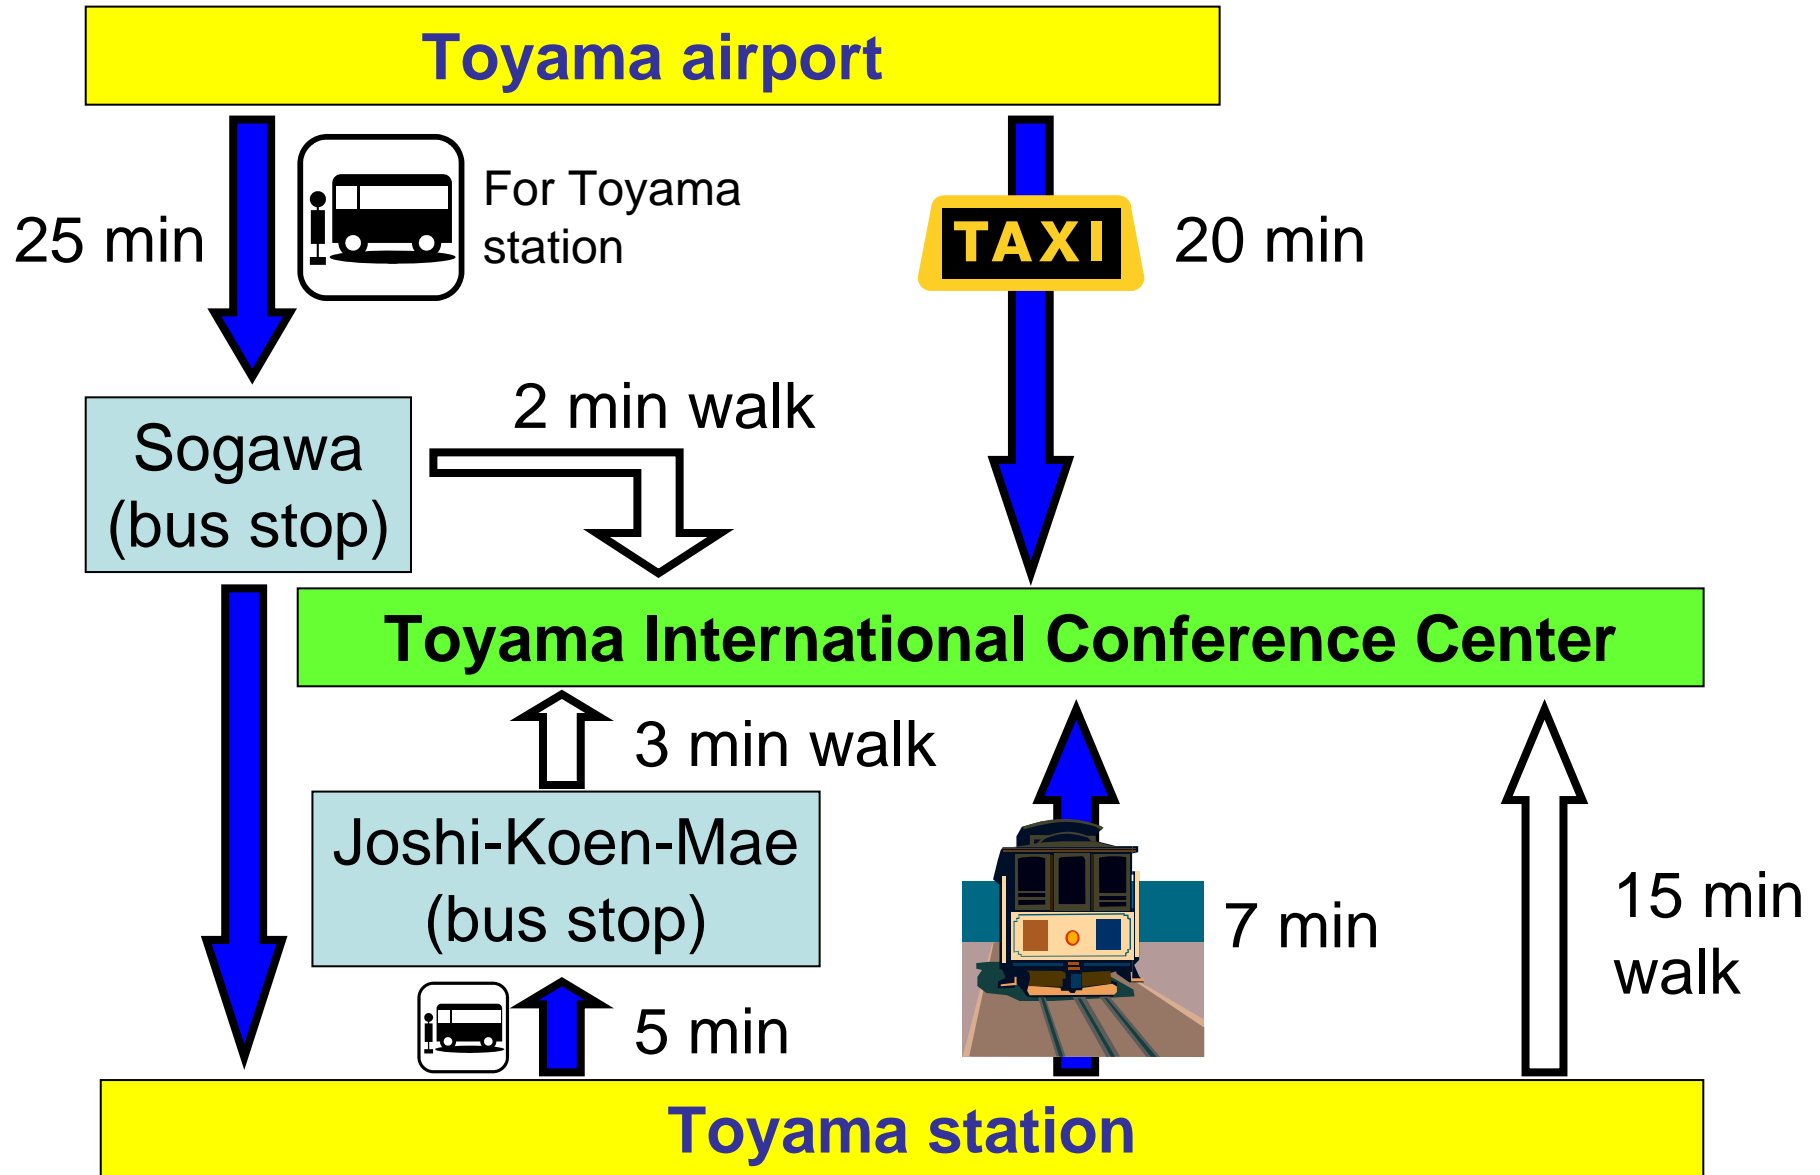 Toyama airport
25 min
For Toyama
station
TAXI
20 min
2 min walk
Sogawa
(bus stop)
Toyama International Conference Center
3 min walk
Joshi-Koen-Mae
(bus stop)
7 min
15 min
walk
5 min
Toyama station